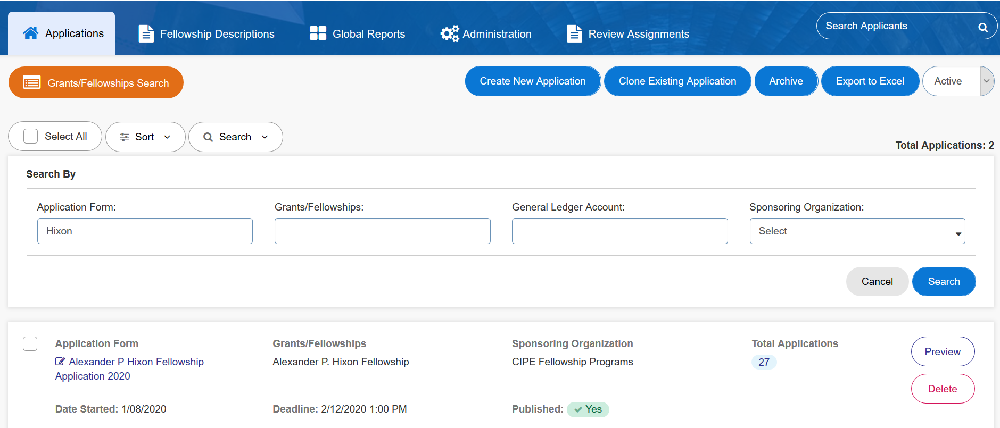 Applications
Fellowship Descriptions
Global Reports
Administration
Review Assignments
Search Applicants
Grants/Fellowships Search
Create New Application
Clone Existing Application
Archive
Export to Excel
Active
Select All
Sort
Search
Total Applications: 2
Search By
Application Form:
Grants/Fellowships:
General Ledger Account:
Sponsoring Organization:
Hixon
Select
Cancel
Search
Application Form
Grants/Fellowships
Sponsoring Organization
Total Applications
Preview
Alexander P Hixon Fellowship
Application 2020
Alexander P. Hixon Fellowship
CIPE Fellowship Programs
27
Delete
Date Started: 1/08/2020
Deadline: 2/12/2020 1:00 PM
Published: Yes